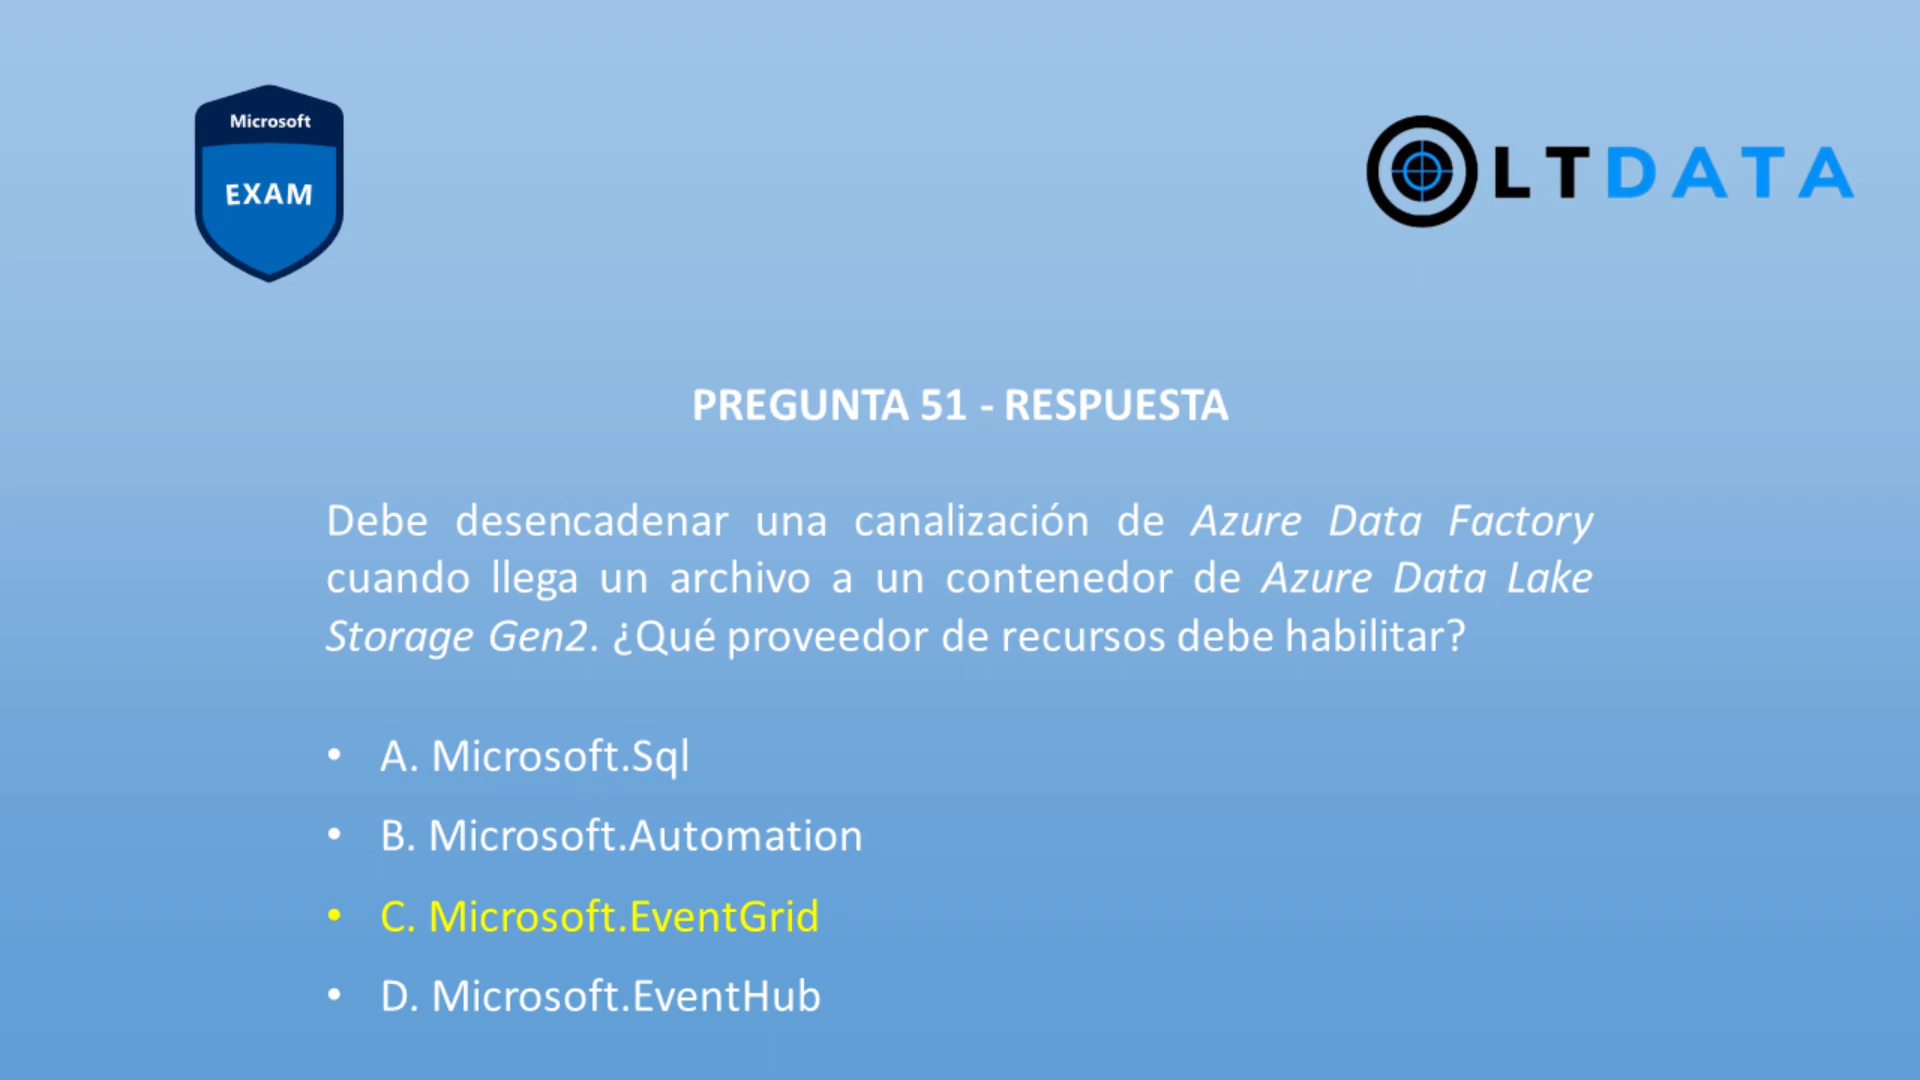 Microsoft
EXAM
LTDATA
PREGUNTA 51 - RESPUESTA
Debe desencadenar una canalización de Azure Data Factory
cuando llega un archivo a un contenedor de Azure Data Lake
Storage Gen2. ¿Qué proveedor de recursos debe habilitar?
• A. Microsoft.Sql
• B. Microsoft.Automation
• C. Microsoft.EventGrid
• D. Microsoft.EventHub